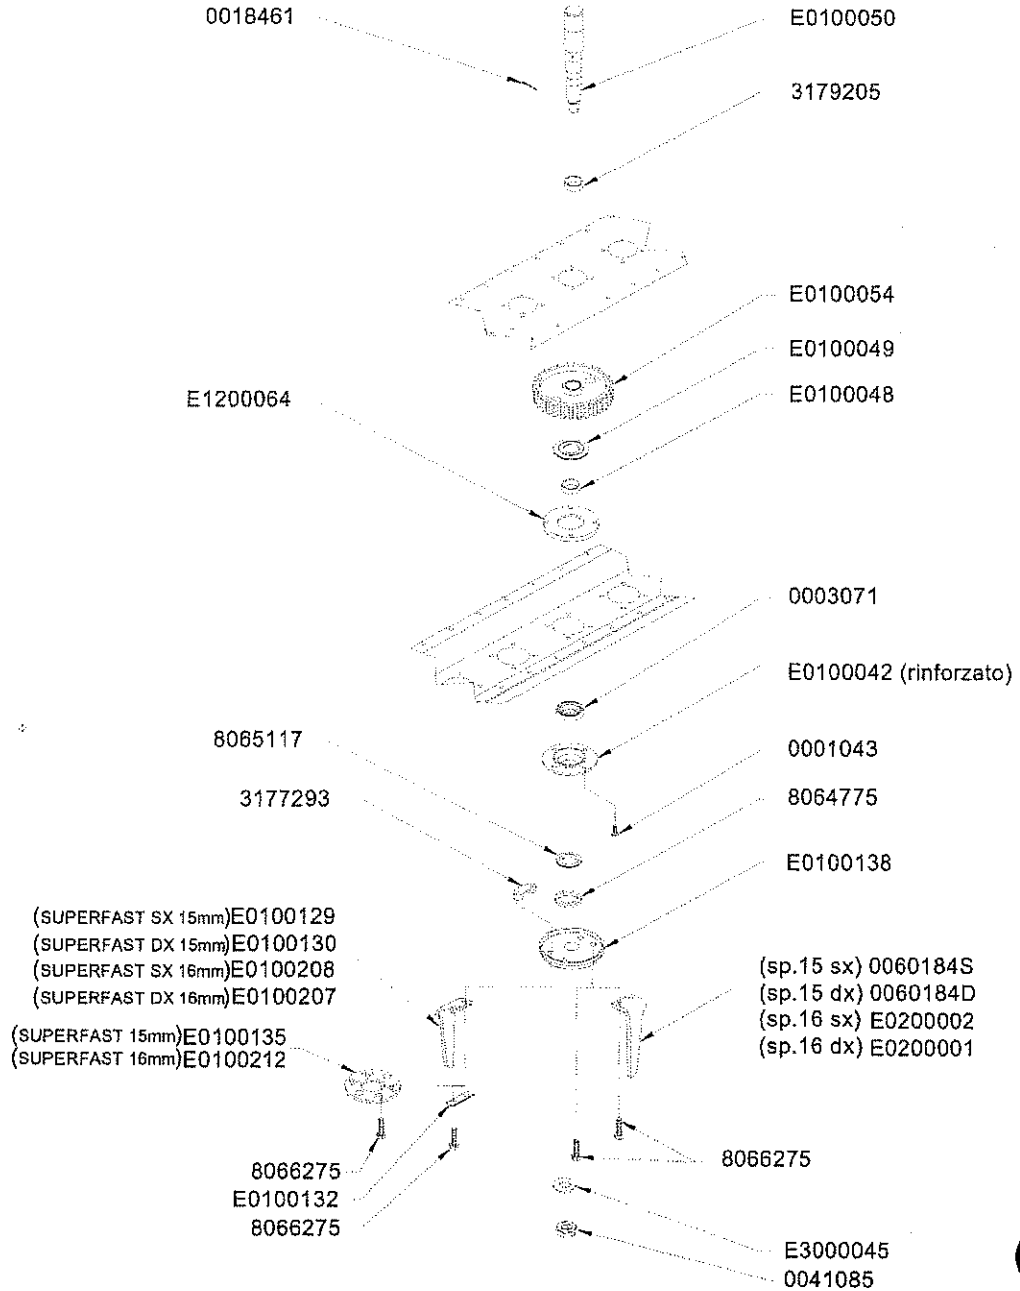 0018461
E0100050
3179205
E0100054
E0100049
E0100048
E1200064
0003071
E0100042 (rinforzato)
8065117
0001043
3177293
8064775
E0100138
(SUPERFAST SX 15mm)E0100129
(SUPERFAST DX 15mm)E0100130
(SUPERFAST SX 16mm)E0100208
(SUPERFAST DX 16mm)E0100207
(sp.15 sx) 0060184S
(sp.15 dx) 0060184D
(sp.16 sx) E0200002
(sp.16 dx) E0200001
(SUPERFAST 15mm)E0100135
(SUPERFAST 16mm)E0100212
8066275
E0100132
8066275
8066275
E3000045
0041085